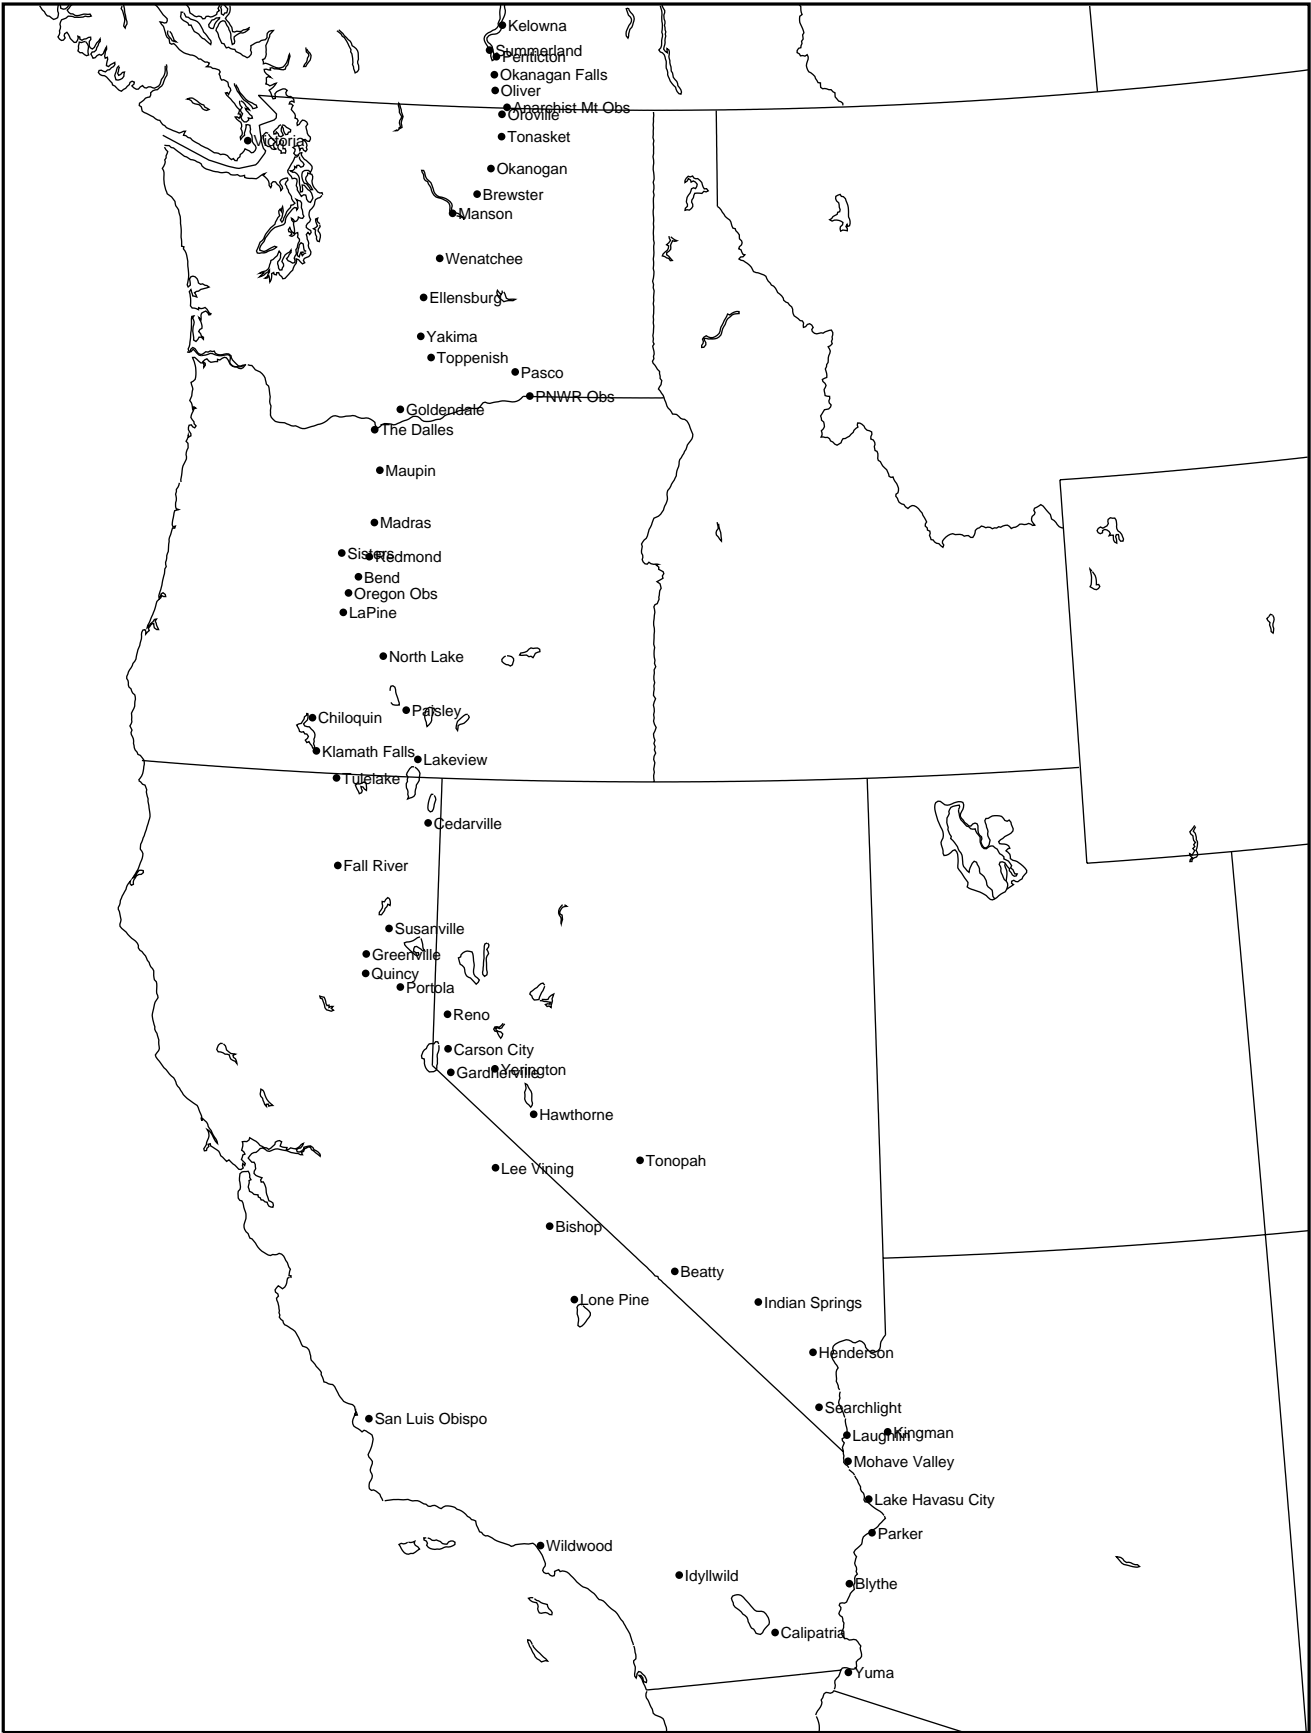 Kelowna
Summerland
Penticton
Okanagan Falls
Oliver
Anarchist Mt Obs
Oroville
Tonasket
Victoria
Okanogan
Brewster
Manson
Wenatchee
Ellensburg
Yakima
Toppenish
Pasco
PNWR Obs
Goldendale
The Dalles
Maupin
Madras
Sisters
Redmond
Bend
Oregon Obs
LaPine
North Lake
Paisley
Chiloquin
Klamath Falls
Lakeview
Tulelake
Cedarville
Fall River
Susanville
Greenville
Quincy
Portola
Reno
Carson City
Yerington
Gardnerville
Hawthorne
Tonopah
Lee Vining
Bishop
Beatty
Lone Pine
Indian Springs
Henderson
Searchlight
San Luis Obispo
Kingman
Laughlin
Mohave Valley
Lake Havasu City
Parker
Wildwood
Idyllwild
Blythe
Calipatria
Yuma